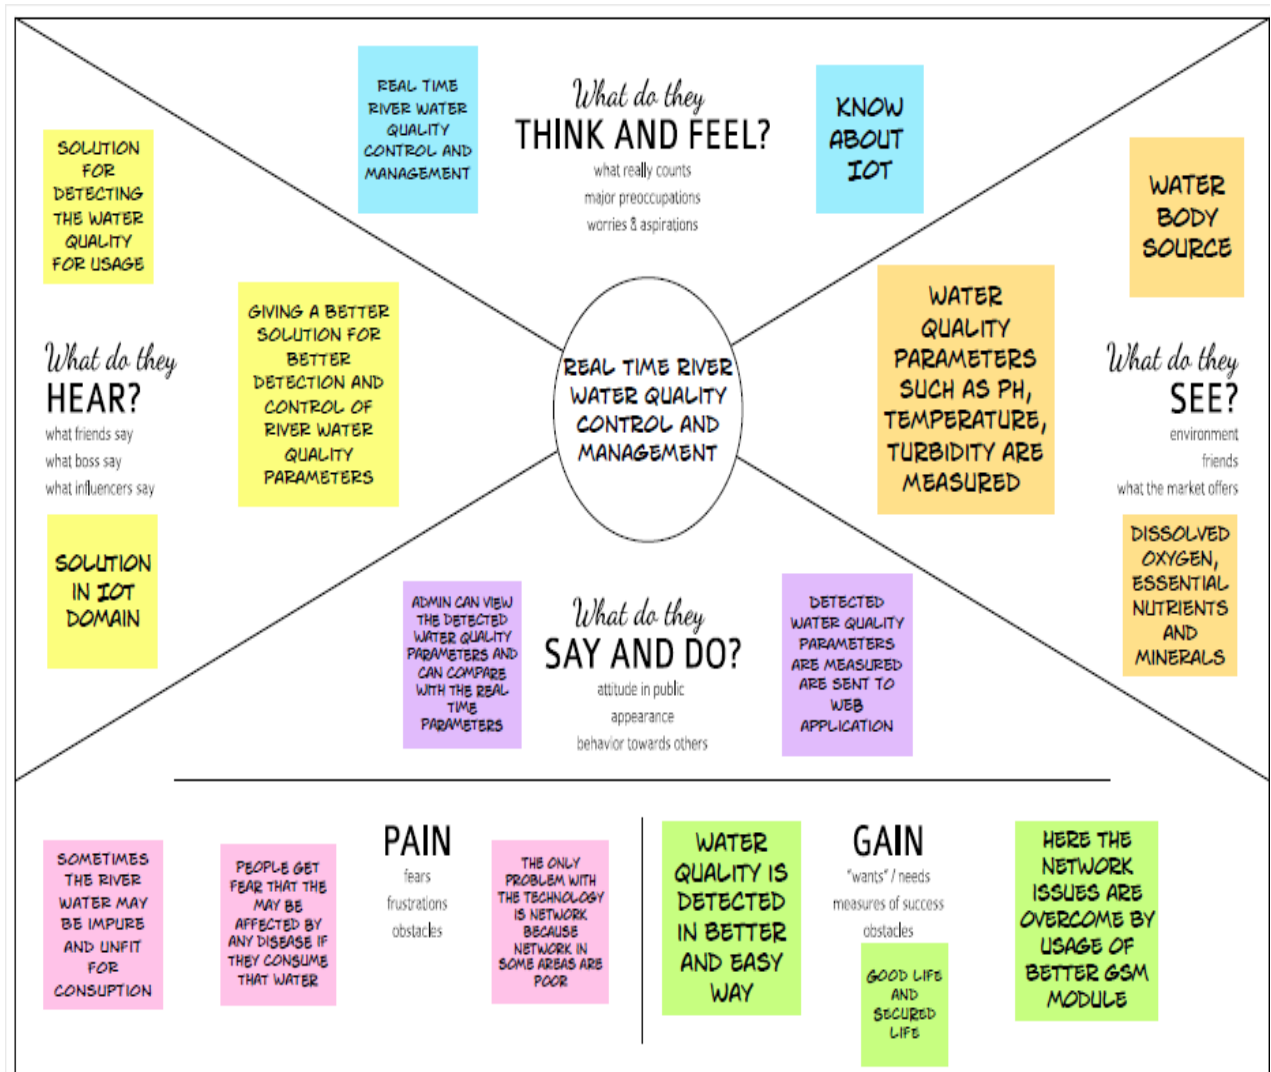 REAL TIME
RIVER WATER
QUALITY
CONTROL AND
MANAGEMENT
What do they
THINK AND FEEL?
what really counts
major preoccupations
worries & aspirations
KNOW
ABOUT
IOT
SOLUTION
FOR
DETECTING
THE WATER
QUALITY
FOR USAGE
GIVING A BETTER
SOLUTION FOR
BETTER
DETECTION AND
CONTROL OF
RIVER WATER
QUALITY
PARAMETERS
What do they
HEAR?
what friends say
what boss say
what influencers say
SOLUTION
IN IOT
DOMAIN
REAL TIME RIVER
WATER QUALITY
CONTROL AND
MANAGEMENT
WATER
BODY
SOURCE
WATER
QUALITY
PARAMETERS
SUCH AS PH,
TEMPERATURE,
TURBIDITY ARE
MEASURED
What do they
SEE?
environment
friends
what the market offers
DISSOLVED
OXYGEN,
ESSENTIAL
NUTRIENTS
AND
MINERALS
ADMIN CAN VIEW
THE DETECTED
WATER QUALITY
PARAMETERS AND
CAN COMPARE
WITH THE REAL
TIME
PARAMETERS
What do they
SAY AND DO?
attitude in public
appearance
behavior towards others
DETECTED
WATER QUALITY
PARAMETERS
ARE MEASURED
ARE SENT TO
WEB
APPLICATION
SOMETIMES
THE RIVER
WATER MAY
BE IMPURE
AND UNFIT
FOR
CONSUPTION
PEOPLE GET
FEAR THAT THE
MAY BE
AFFECTED BY
ANY DISEASE IF
THEY CONSUME
THAT WATER
PAIN
fears
frustrations
obstacles
THE ONLY
PROBLEM WITH
THE TECHNOLOGY
IS NETWORK
BECAUSE
NETWORK IN
SOME AREAS ARE
POOR
WATER
QUALITY IS
DETECTED
IN BETTER
AND EASY
WAY
GAIN
"wants" / needs
measures of success
obstacles
GOOD LIFE
AND
SECURED
LIFE
HERE THE
NETWORK
ISSUES ARE
OVERCOME BY
USAGE OF
BETTER GSM
MODULE